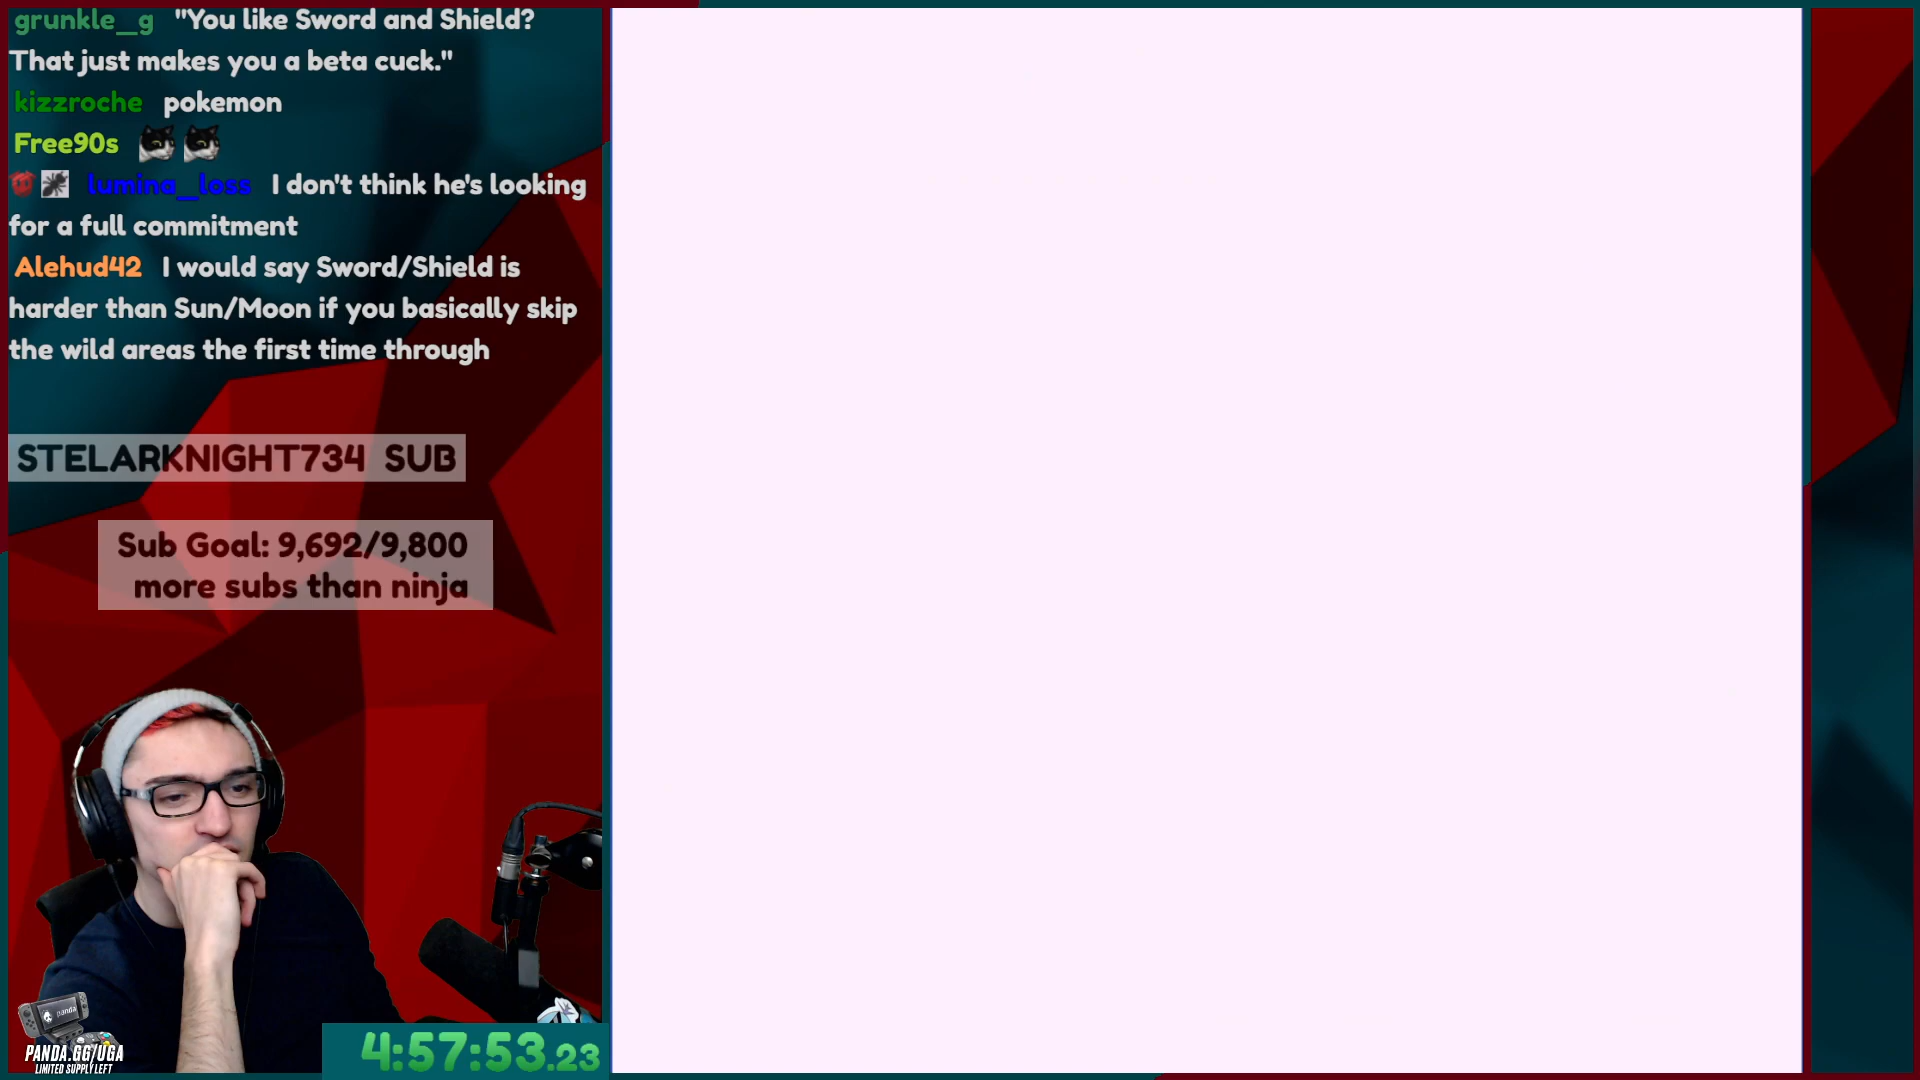 grunkle_g "You like Sword and Shield?
That just makes you a beta cuck."
kizzroche pokemon
Free90s
lumina_loss I don't think he's looking
for a full commitment
Alehud42 I would say Sword/Shield is
harder than Sun/Moon if you basically skip
the wild areas the first time through
STELARKNIGHT734 SUB
Sub Goal: 9,692/9,800
more subs than ninja
panda
PANDA.GG/UGA
LIMITED SUPPLY LEFT
4:57:53.23